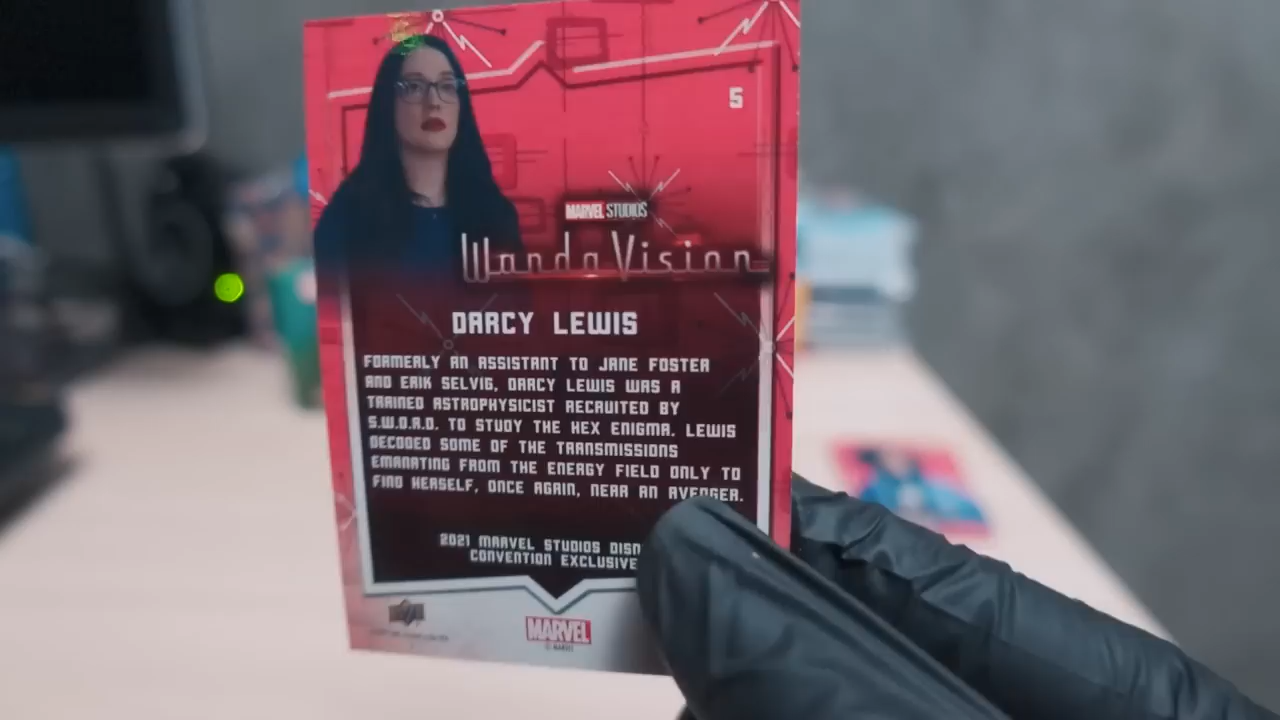 5
MARVEL STUDIOS
WandaVision
DARCY LEWIS
FORMERLY AN ASSISTANT TO JANE FOSTER
AND ERIK SELVIG, DARCY LEWIS WAS A
TRAINED ASTROPHYSICIST RECRUITED BY
S.W.O.R.D. TO STUDY THE HEX ENIGMA. LEWIS
DECODED SOME OF THE TRANSMISSIONS
EMANATING FROM THE ENERGY FIELD ONLY TO
FIND HERSELF, ONCE AGAIN, NEAR AN AVENGER.
2021 MARVEL STUDIOS DISN
CONVENTION EXCLUSIVE
MARVEL
© MARVEL